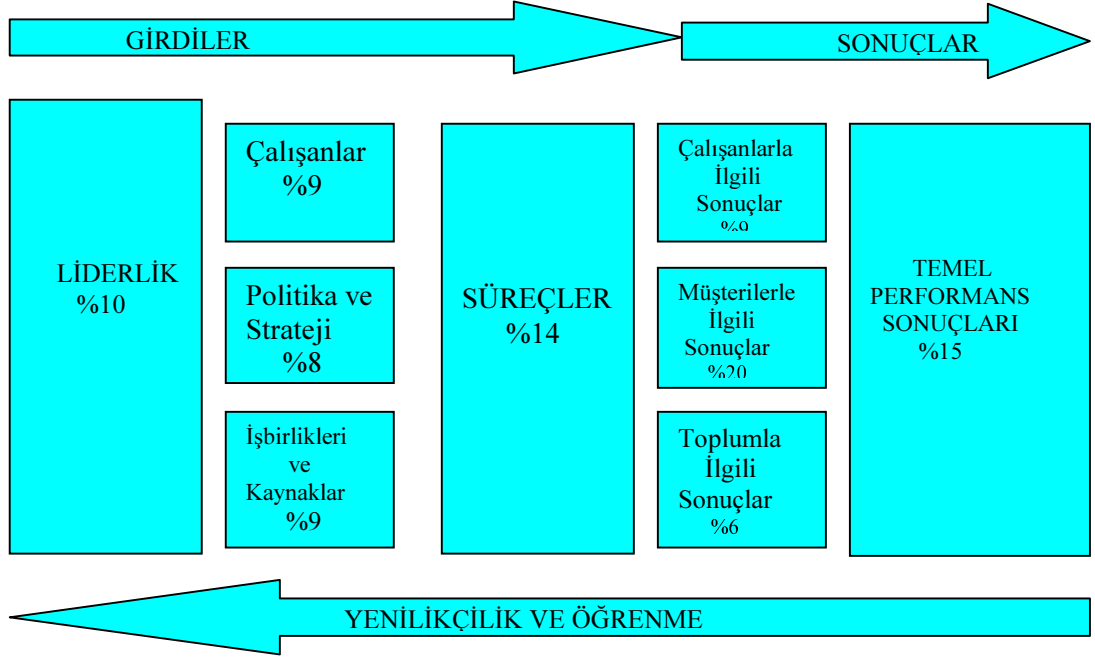 GİRDİLER
SONUÇLAR
LİDERLİK
%10
Çalışanlar
%9
Politika ve
Strateji
%8
İşbirlikleri
ve
Kaynaklar
%9
SÜREÇLER
%14
Çalışanlarla
İlgili
Sonuçlar
%9
Müşterilerle
İlgili
Sonuçlar
%20
Toplumla
İlgili
Sonuçlar
%6
TEMEL
PERFORMANS
SONUÇLARI
%15
YENİLİKÇİLİK VE ÖĞRENME